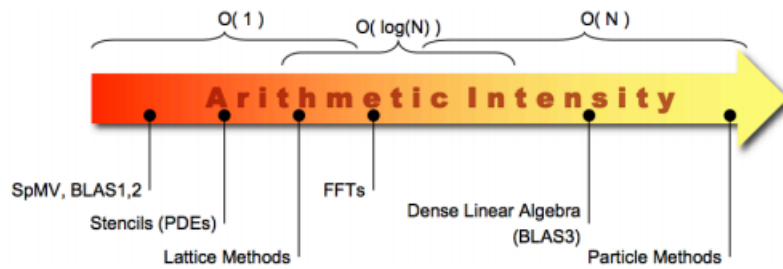 O( 1 )
O( log(N) )
O( N )
Arithmetic Intensity
SpMV, BLAS1,2
FFTs
Stencils (PDEs)
Dense Linear Algebra
(BLAS3)
Lattice Methods
Particle Methods